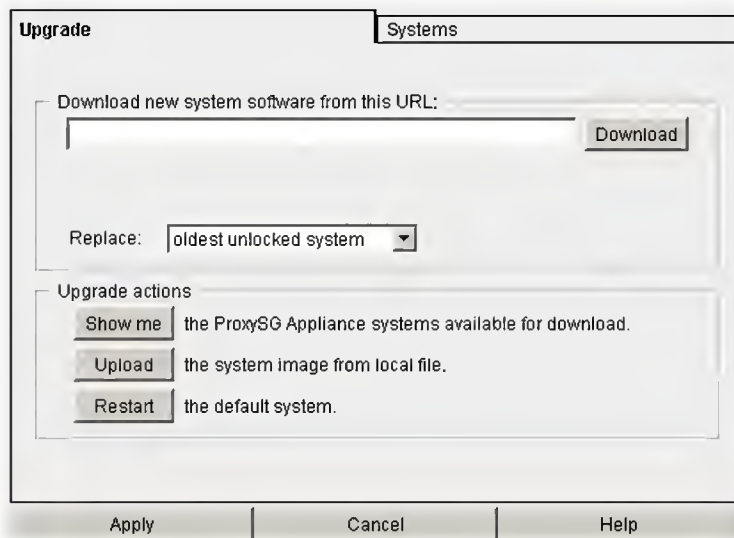 Upgrade Systems
Download new system software from this URL:
Download
Replace: oldest unlocked system
Upgrade actions
Show me the ProxySG Appliance systems available for download.
Upload the system image from local file.
Restart the default system.
Apply Cancel Help